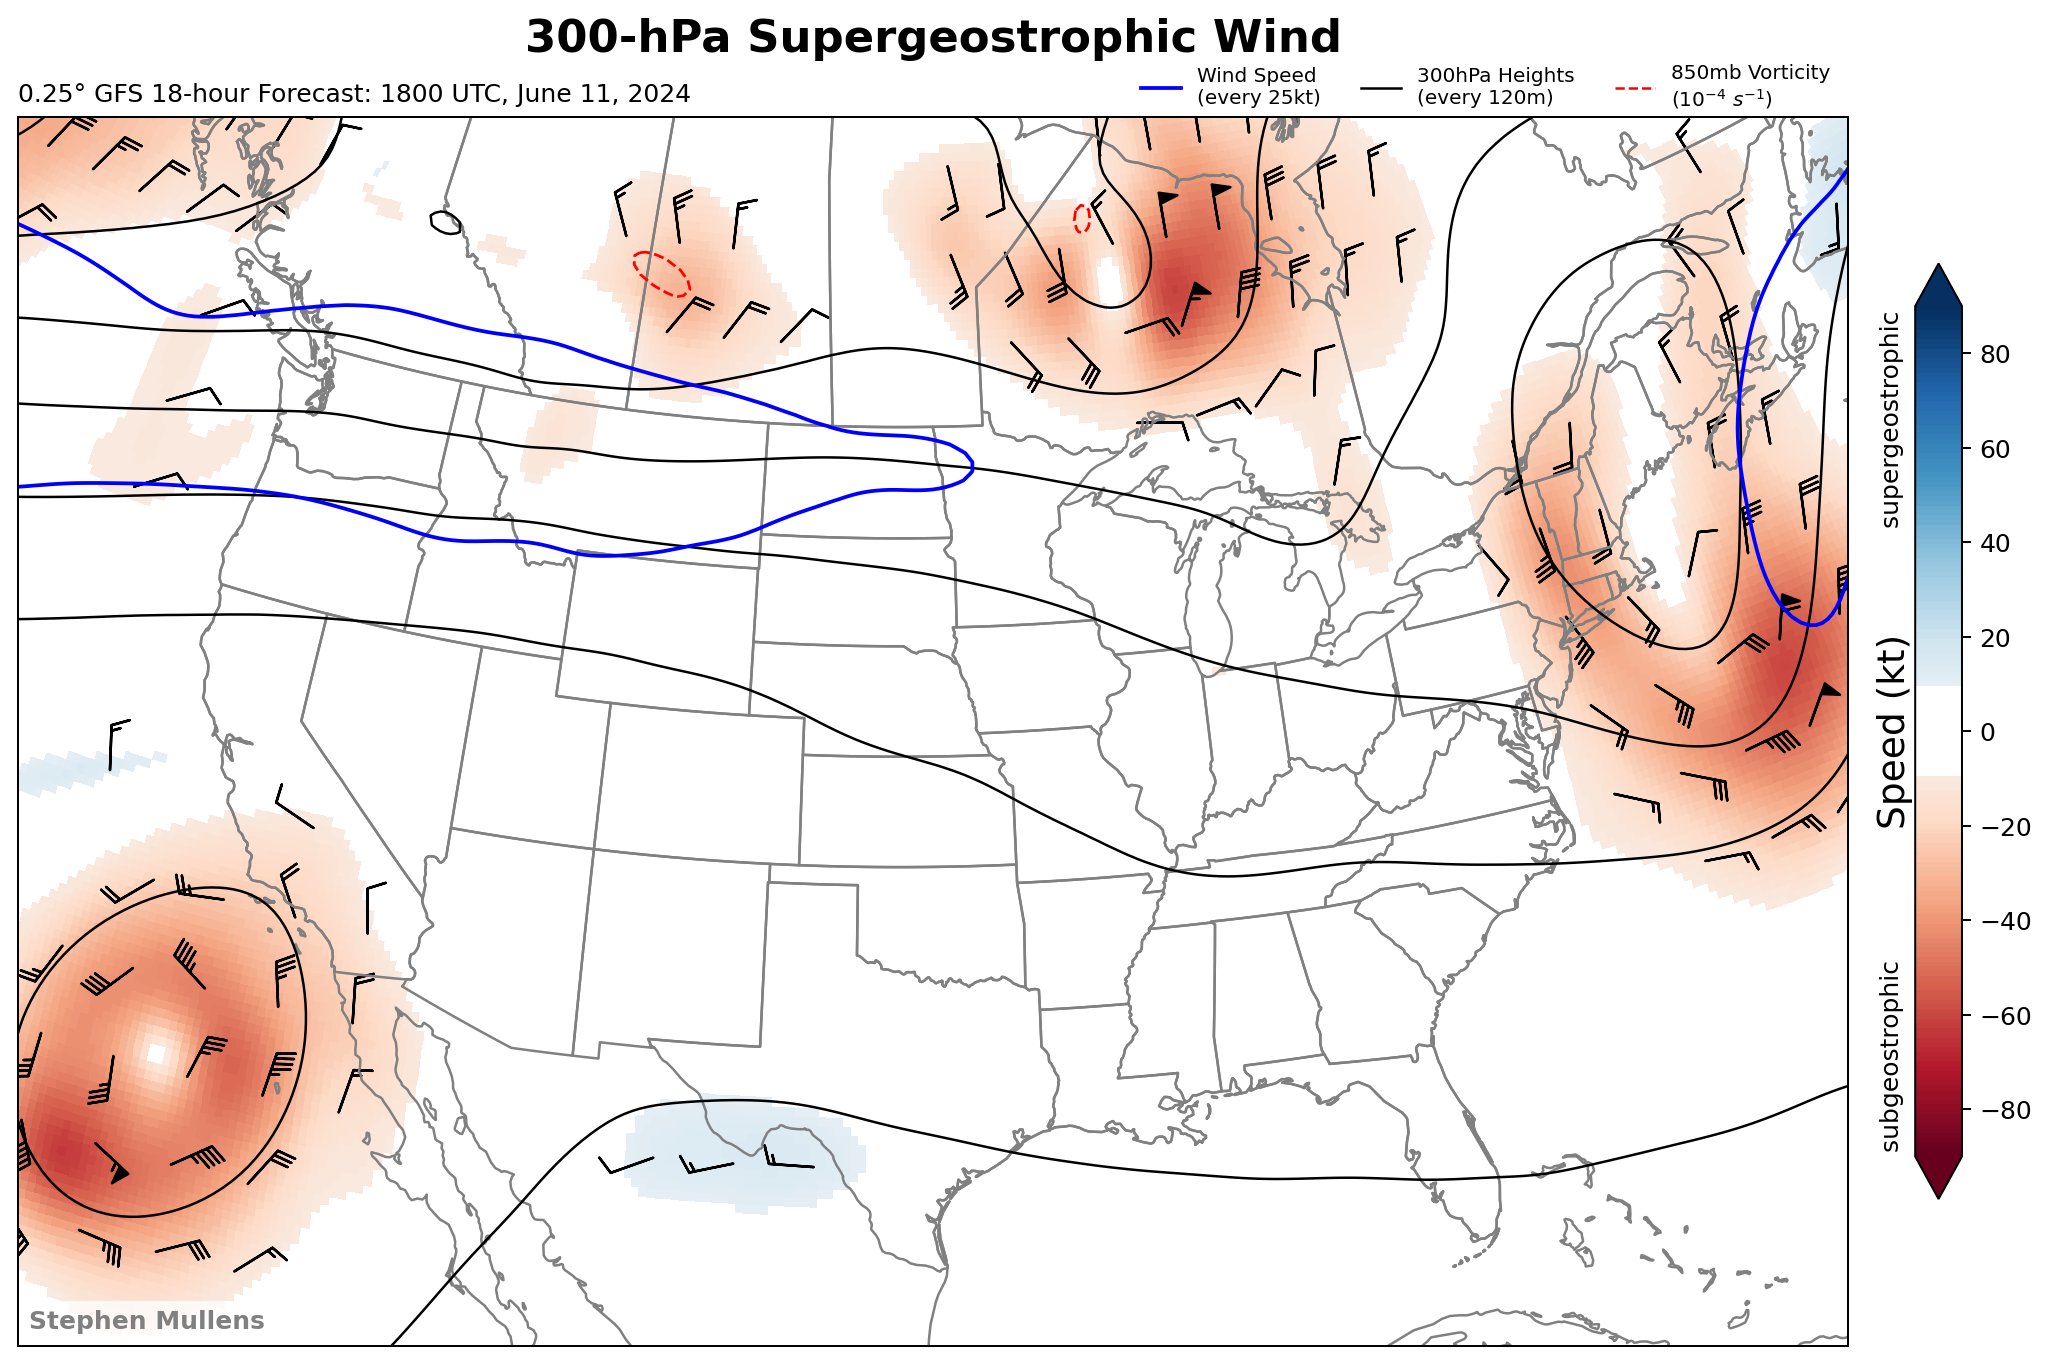 300-hPa Supergeostrophic Wind
0.25° GFS 18-hour Forecast: 1800 UTC, June 11, 2024
Wind Speed
(every 25kt)
300hPa Heights
(every 120m)
850mb Vorticity
(10⁻⁴ s⁻¹)
supergeostrophic
Speed (kt)
subgeostrophic
80
60
40
20
0
−20
−40
−60
−80
Stephen Mullens